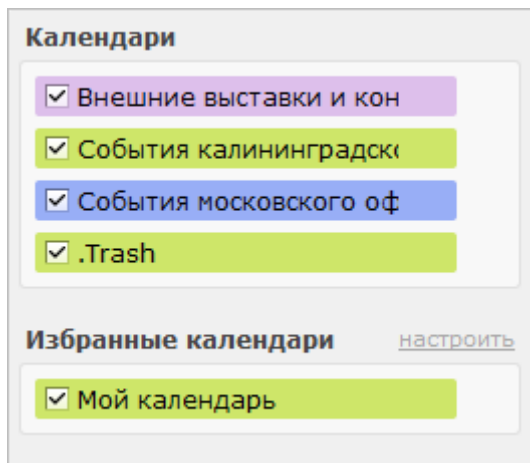 Календари
Внешние выставки и кон
События калининградск
События московского оф
.Trash
Избранные календари настроить
Мой календарь